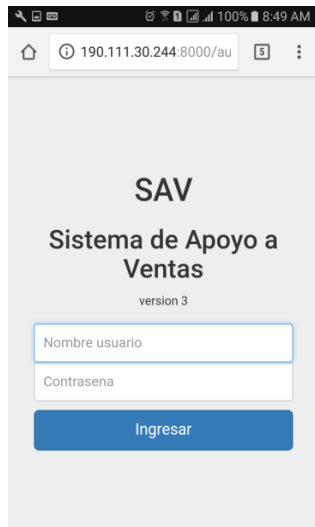 100% 8:49 AM
190.111.30.244:8000/au
5
SAV
Sistema de Apoyo a
Ventas
version 3
Nombre usuario
Contrasena
Ingresar